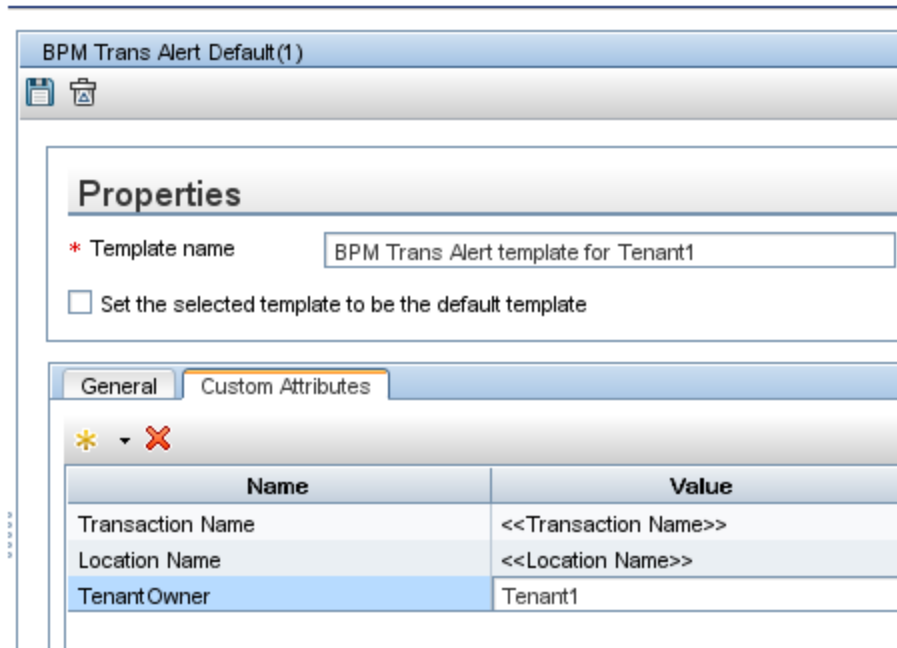 BPM Trans Alert Default(1)
Properties
* Template name BPM Trans Alert template for Tenant1
Set the selected template to be the default template
General Custom Attributes
Name Value
Transaction Name <<Transaction Name>>
Location Name <<Location Name>>
TenantOwner Tenant1